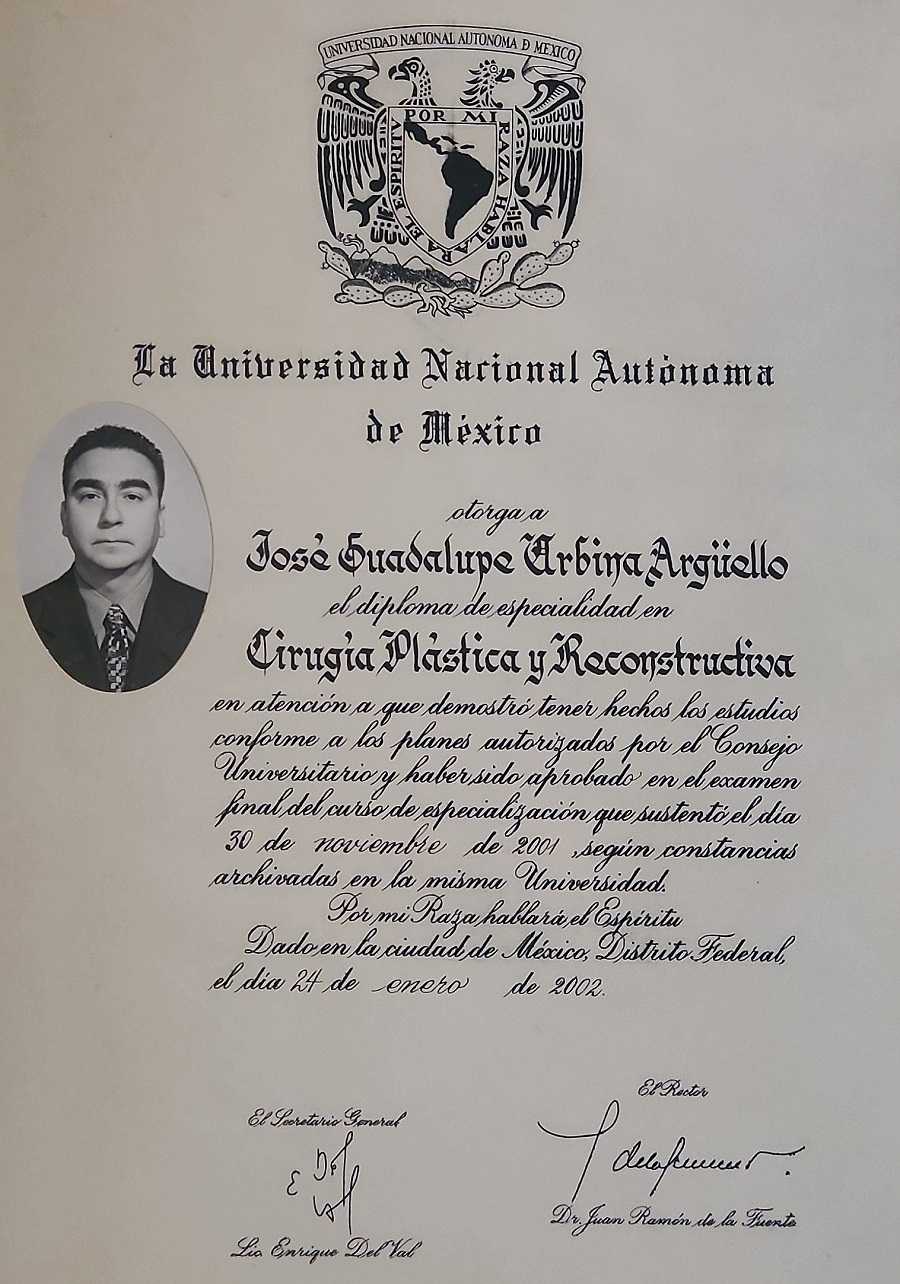 UNIVERSIDAD NACIONAL AUTONOMA D MEXICO
POR MI RAZA HABLARA EL ESPIRITU
La Universidad Nacional Autónoma
de México
otorga a
José Guadalupe Urbina Argüello
el diploma de especialidad en
Cirugía Plástica y Reconstructiva
en atención a que demostró tener hechos los estudios
conforme a los planes autorizados por el Consejo
Universitario y haber sido aprobado en el examen
final del curso de especialización que sustentó el día
30 de noviembre de 2001, según constancias
archivadas en la misma Universidad.
Por mi Raza hablará el Espíritu
Dado en la ciudad de México, Distrito Federal,
el día 24 de enero de 2002.
El Rector
El Secretario General
Dr. Juan Ramón de la Fuente
Lic Enrique Del Val